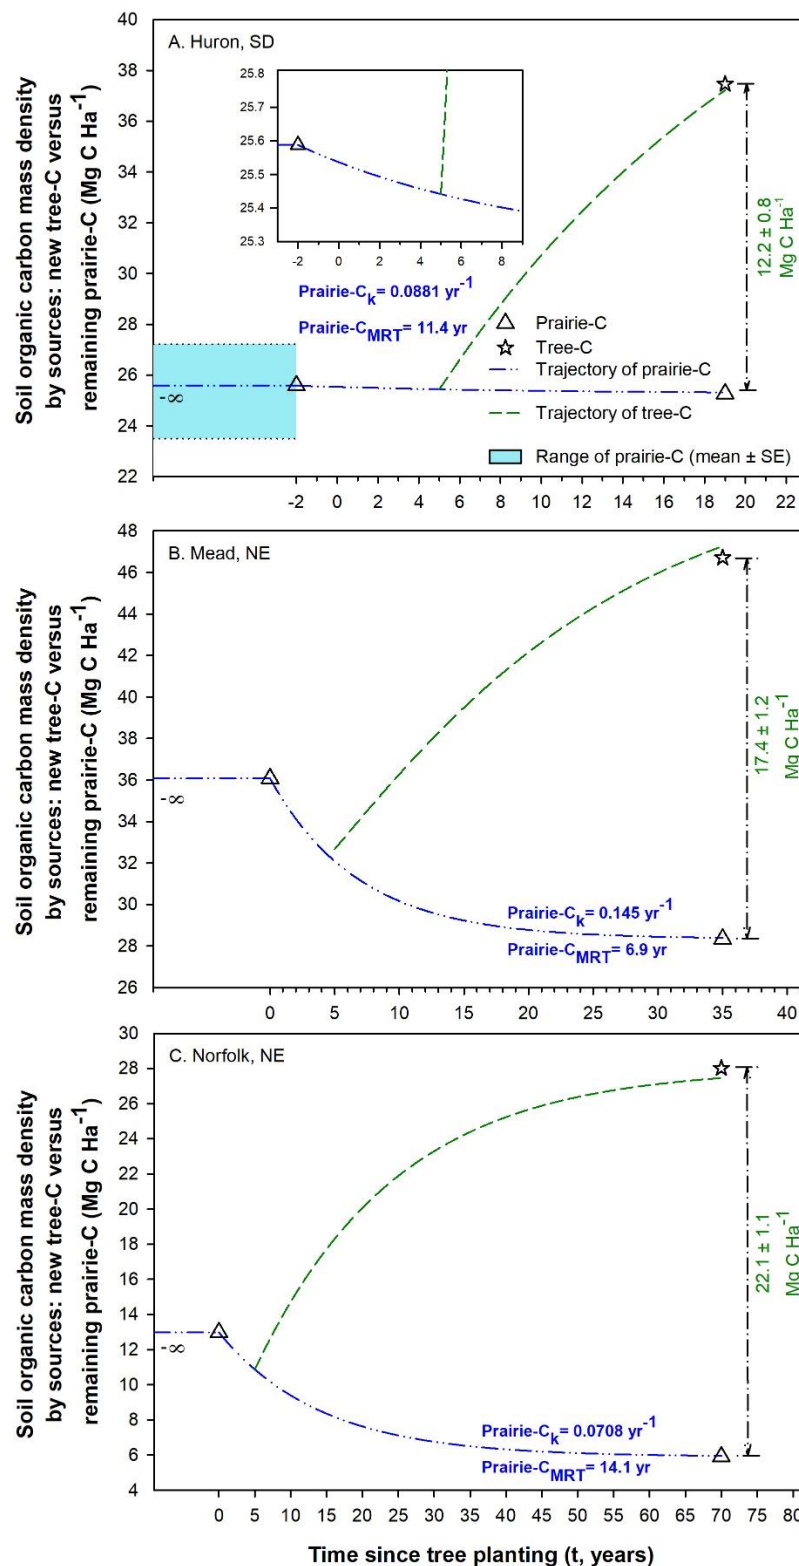 Soil organic carbon mass density
by sources: new tree-C versus
remaining prairie-C (Mg C Ha⁻¹)
A. Huron, SD
40
38
36
34
32
30
28
26
24
22
25.8
25.7
25.6
25.5
25.4
25.3
-2 0 2 4 6 8
Prairie-C_k= 0.0881 yr⁻¹
Prairie-C_MRT= 11.4 yr
Prairie-C
Tree-C
Trajectory of prairie-C
Trajectory of tree-C
Range of prairie-C (mean ± SE)
-∞
12.2 ± 0.8
Mg C Ha⁻¹
-2 0 2 4 6 8 10 12 14 16 18 20 22
Soil organic carbon mass density
by sources: new tree-C versus
remaining prairie-C (Mg C Ha⁻¹)
B. Mead, NE
48
46
44
42
40
38
36
34
32
30
28
26
-∞
Prairie-C_k= 0.145 yr⁻¹
Prairie-C_MRT= 6.9 yr
17.4 ± 1.2
Mg C Ha⁻¹
0 5 10 15 20 25 30 35 40
Soil organic carbon mass density
by sources: new tree-C versus
remaining prairie-C (Mg C Ha⁻¹)
C. Norfolk, NE
30
28
26
24
22
20
18
16
14
12
10
8
6
4
-∞
Prairie-C_k= 0.0708 yr⁻¹
Prairie-C_MRT= 14.1 yr
22.1 ± 1.1
Mg C Ha⁻¹
0 5 10 15 20 25 30 35 40 45 50 55 60 65 70 75 80
Time since tree planting (t, years)